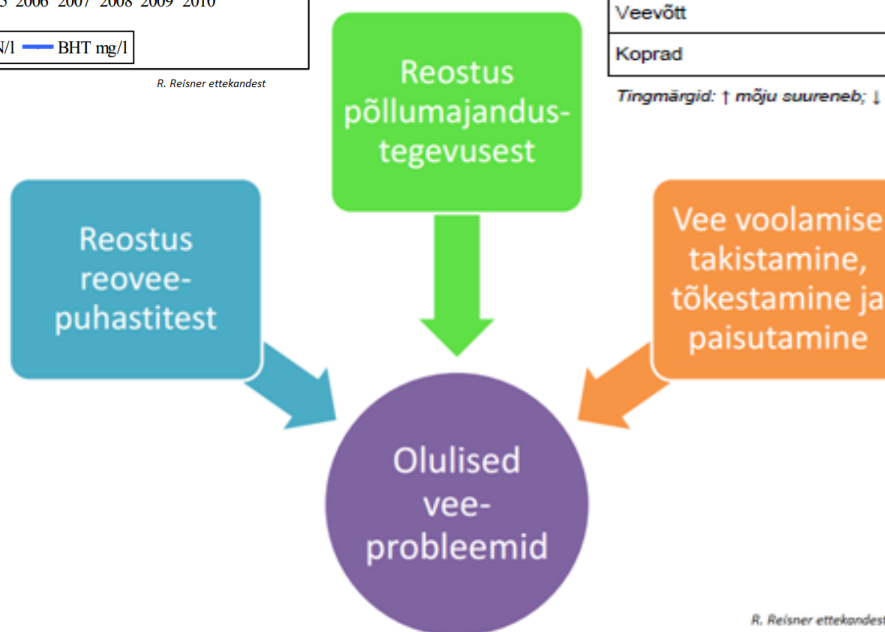 2006 2007 2008 2009 2010
N/l BHT mg/l
R. Reisner ettekandest
Veevõtt
Koprad
Tingmärgid: ↑ mõju suureneb; ↓
Reostus
põllumajandus-
tegevusest
Reostus
reovee-
puhastitest
Vee voolamise
takistamine,
tõkestamine ja
paisutamine
Olulised
vee-
probleemid
R. Reisner ettekandest